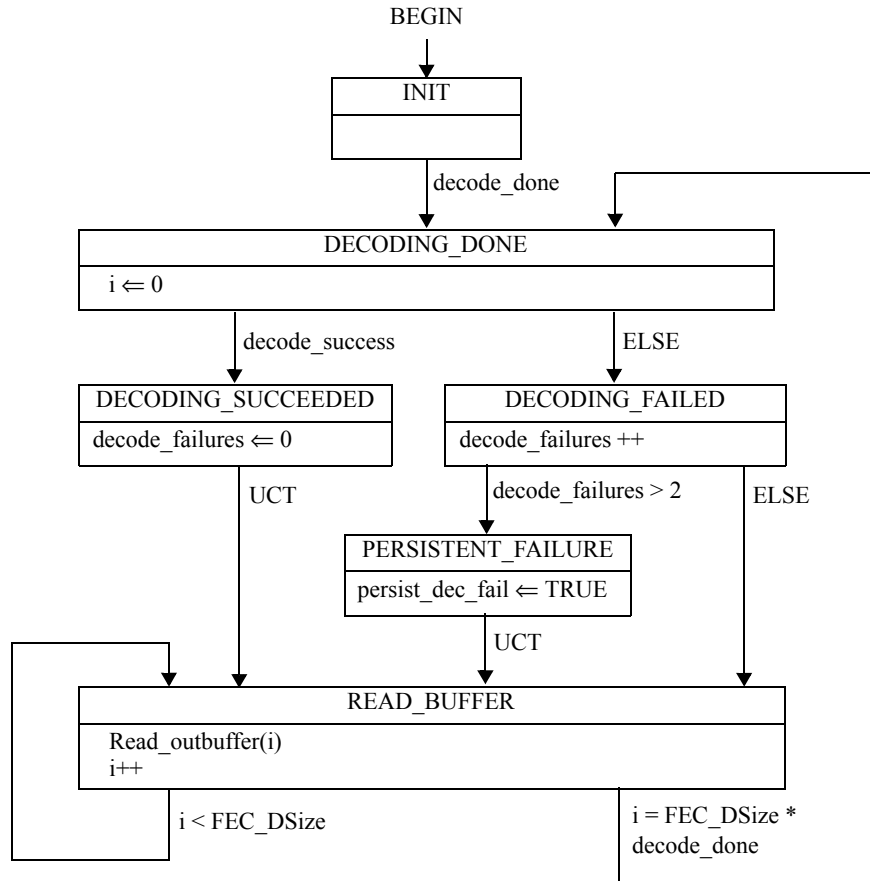 BEGIN
INIT
decode_done
DECODING_DONE
i ⇐ 0
decode_success
ELSE
DECODING_SUCCEEDED
decode_failures ⇐ 0
DECODING_FAILED
decode_failures ++
UCT
decode_failures > 2
ELSE
PERSISTENT_FAILURE
persist_dec_fail ⇐ TRUE
UCT
READ_BUFFER
Read_outbuffer(i)
i++
i < FEC_DSize
i = FEC_DSize *
decode_done